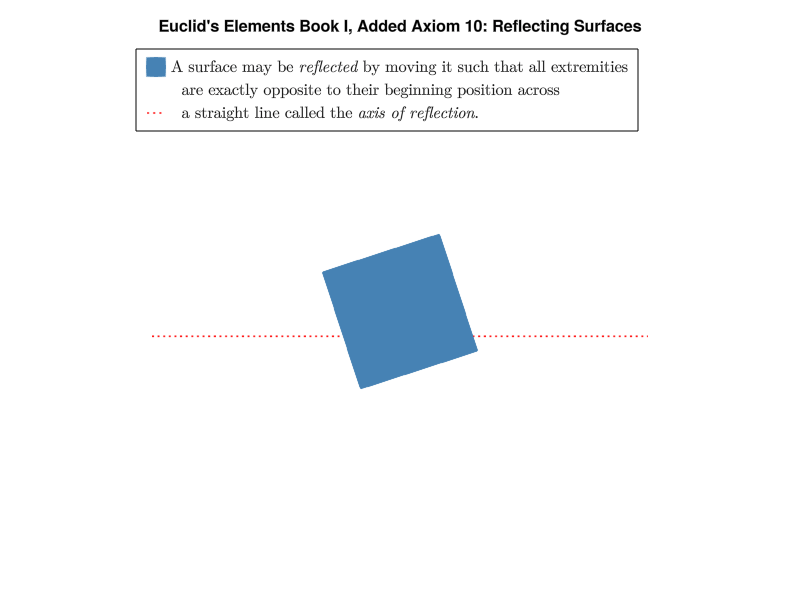 Euclid's Elements Book I, Added Axiom 10: Reflecting Surfaces
A surface may be reflected by moving it such that all extremities
are exactly opposite to their beginning position across
a straight line called the axis of reflection.